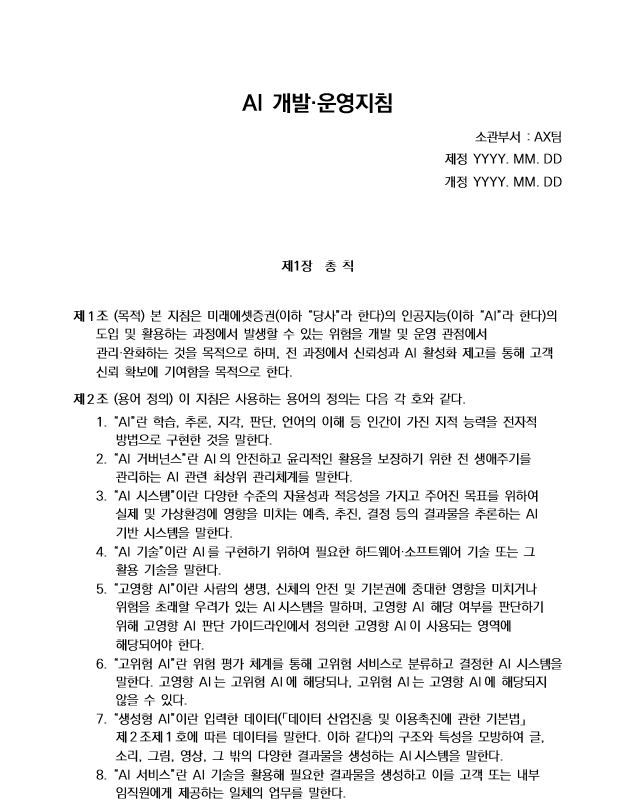 AI 개발·운영지침
소관부서 : AX팀
제정 YYYY. MM. DD
개정 YYYY. MM. DD
제1장 총 칙
제1조 (목적) 본 지침은 미래에셋증권(이하 "당사"라 한다)의 인공지능(이하 "AI"라 한다)의
도입 및 활용하는 과정에서 발생할 수 있는 위험을 개발 및 운영 관점에서
관리·완화하는 것을 목적으로 하며, 전 과정에서 신뢰성과 AI 활성화 제고를 통해 고객
신뢰 확보에 기여함을 목적으로 한다.
제2조 (용어 정의) 이 지침은 사용하는 용어의 정의는 다음 각 호와 같다.
1. "AI"란 학습, 추론, 지각, 판단, 언어의 이해 등 인간이 가진 지적 능력을 전자적
방법으로 구현한 것을 말한다.
2. "AI 거버넌스"란 AI의 안전하고 윤리적인 활용을 보장하기 위한 전 생애주기를
관리하는 AI 관련 최상위 관리체계를 말한다.
3. "AI 시스템"이란 다양한 수준의 자율성과 적응성을 가지고 주어진 목표를 위하여
실제 및 가상환경에 영향을 미치는 예측, 추진, 결정 등의 결과물을 추론하는 AI
기반 시스템을 말한다.
4. "AI 기술"이란 AI를 구현하기 위하여 필요한 하드웨어·소프트웨어 기술 또는 그
활용 기술을 말한다.
5. "고영향 AI"이란 사람의 생명, 신체의 안전 및 기본권에 중대한 영향을 미치거나
위험을 초래할 우려가 있는 AI시스템을 말하며, 고영향 AI 해당 여부를 판단하기
위해 고영향 AI 판단 가이드라인에서 정의한 고영향 AI이 사용되는 영역에
해당되어야 한다.
6. "고위험 AI"란 위험 평가 체계를 통해 고위험 서비스로 분류하고 결정한 AI 시스템을
말한다. 고영향 AI는 고위험 AI에 해당되나, 고위험 AI는 고영향 AI에 해당되지
않을 수 있다.
7. "생성형 AI"이란 입력한 데이터(「데이터 산업진흥 및 이용촉진에 관한 기본법」
제2조제1호에 따른 데이터를 말한다. 이하 같다)의 구조와 특성을 모방하여 글,
소리, 그림, 영상, 그 밖의 다양한 결과물을 생성하는 AI시스템을 말한다.
8. "AI 서비스"란 AI 기술을 활용해 필요한 결과물을 생성하고 이를 고객 또는 내부
임직원에게 제공하는 일체의 업무를 말한다.